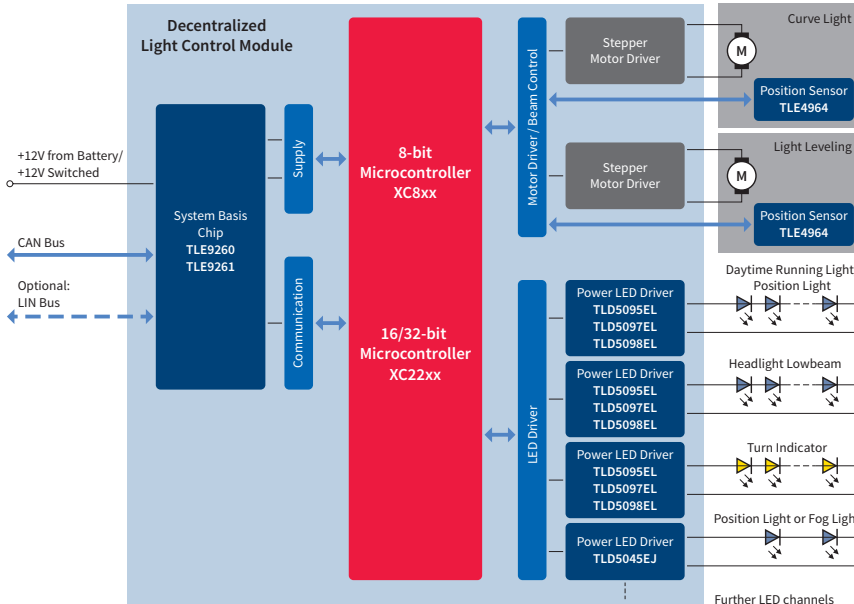 Decentralized
Light Control Module
+12V from Battery/
+12V Switched
CAN Bus
Optional:
LIN Bus
System Basis
Chip
TLE9260
TLE9261
Supply
Communication
8-bit
Microcontroller
XC8xx
16/32-bit
Microcontroller
XC22xx
Motor Driver / Beam Control
LED Driver
Stepper
Motor Driver
M
Curve Light
Position Sensor
TLE4964
Stepper
Motor Driver
M
Light Leveling
Position Sensor
TLE4964
Power LED Driver
TLD5095EL
TLD5097EL
TLD5098EL
Daytime Running Light
Position Light
Power LED Driver
TLD5095EL
TLD5097EL
TLD5098EL
Headlight Lowbeam
Power LED Driver
TLD5095EL
TLD5097EL
TLD5098EL
Turn Indicator
Power LED Driver
TLD5045EJ
Position Light or Fog Light
Further LED channels